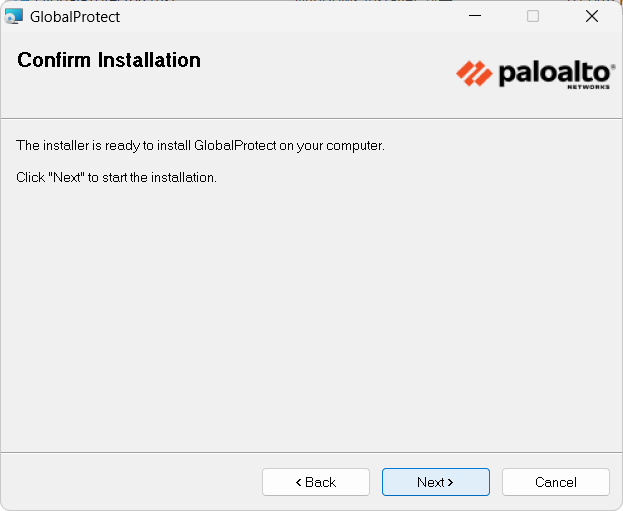 GlobalProtect
Confirm Installation
paloalto®
NETWORKS
The installer is ready to install GlobalProtect on your computer.
Click "Next" to start the installation.
< Back
Next >
Cancel